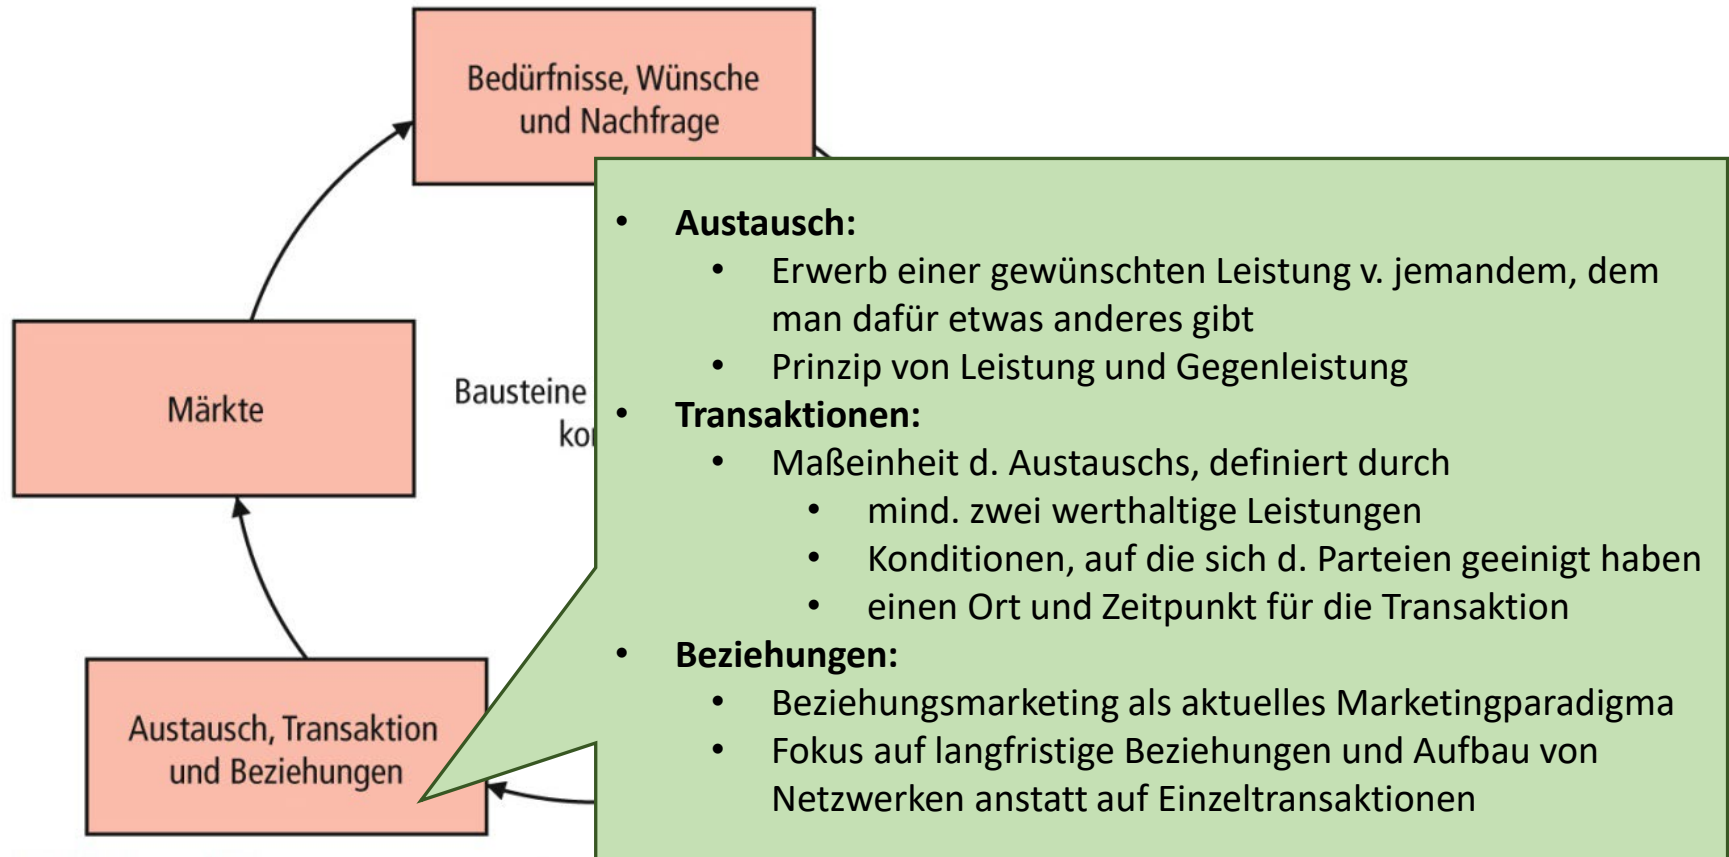 Bedürfnisse, Wünsche
und Nachfrage
Märkte
Bausteine
Austausch, Transaktion
und Beziehungen
• Austausch:
• Erwerb einer gewünschten Leistung v. jemandem, dem
man dafür etwas anderes gibt
• Prinzip von Leistung und Gegenleistung
• Transaktionen:
• Maßeinheit d. Austauschs, definiert durch
• mind. zwei werthaltige Leistungen
• Konditionen, auf die sich d. Parteien geeinigt haben
• einen Ort und Zeitpunkt für die Transaktion
• Beziehungen:
• Beziehungsmarketing als aktuelles Marketingparadigma
• Fokus auf langfristige Beziehungen und Aufbau von
Netzwerken anstatt auf Einzeltransaktionen